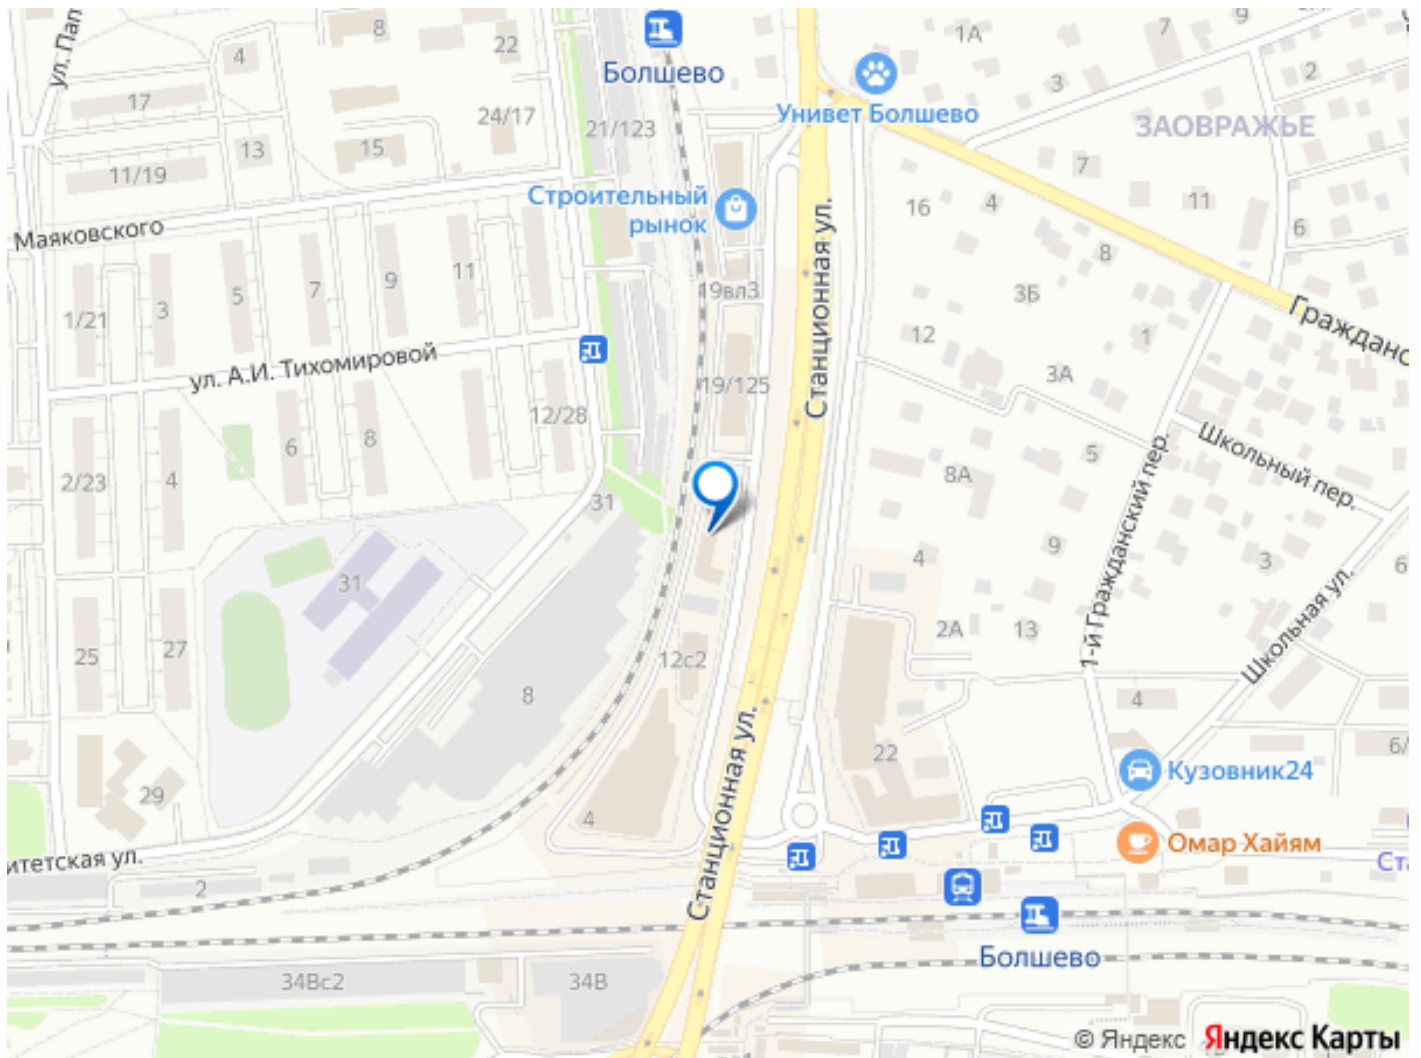 ул. Пап
4
8
22
Болшево
1А
7
9
3
2
17
24/17
21/123
Унивет Болшево
ЗАОВРАЖЬЕ
13
15
11/19
7
11
Строительный
рынок
16
4
6
Маяковского
8
Станционная ул.
1/21
3
5
7
9
11
19вл3
3Б
12
1
Гражданс
ул. А.И. Тихомировой
19/125
3А
12/28
6
8
2/23
4
Школьный пер.
5
8А
31
1-й Гражданский пер.
31
4
9
3
6
2А
13
Школьная ул.
25
27
12с2
8
4
Станционная ул.
22
6/
Кузовник24
29
4
Омар Хайям
итетская ул.
Ста
2
Болшево
34Вс2
34В
© Яндекс Яндекс Карты